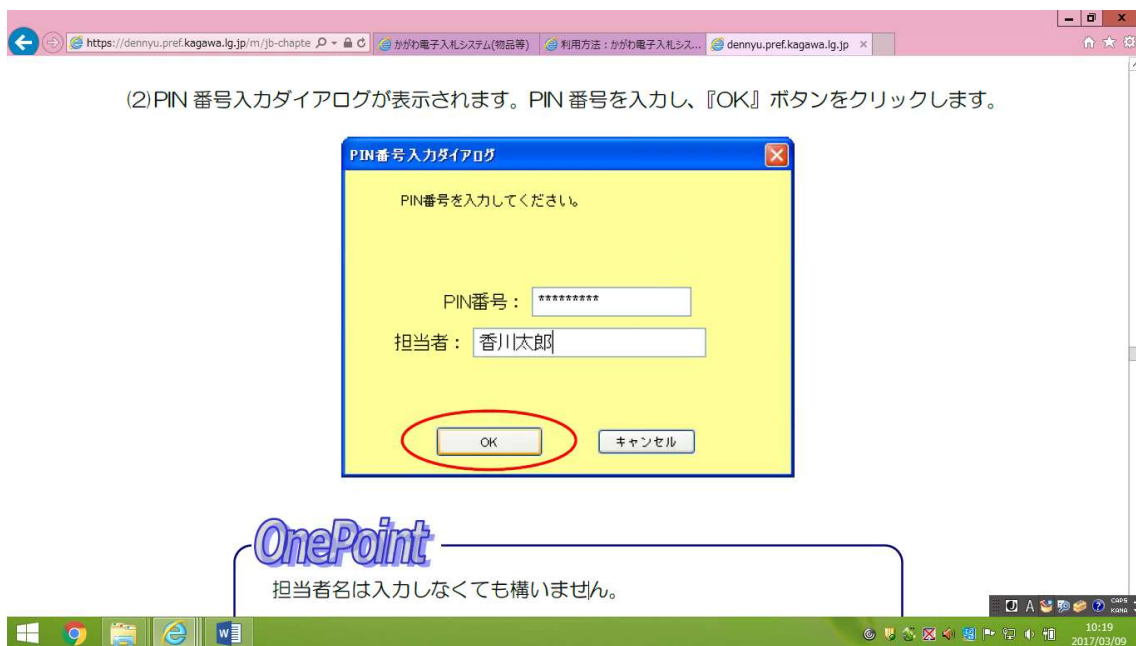 https://dennyu.pref.kagawa.lg.jp/m/jb-chapte
かがわ電子入札システム(物品等)
利用方法:かがわ電子入札シス...
dennyu.pref.kagawa.lg.jp
(2)PIN 番号入力ダイアログが表示されます。PIN 番号を入力し、『OK』ボタンをクリックします。
PIN番号入力ダイアログ
PIN番号を入力してください。
PIN番号: *********
担当者: 香川太郎
OK
キャンセル
OnePoint
担当者名は入力しなくても構いません。
A
CAPS
KANA
10:19
2017/03/09